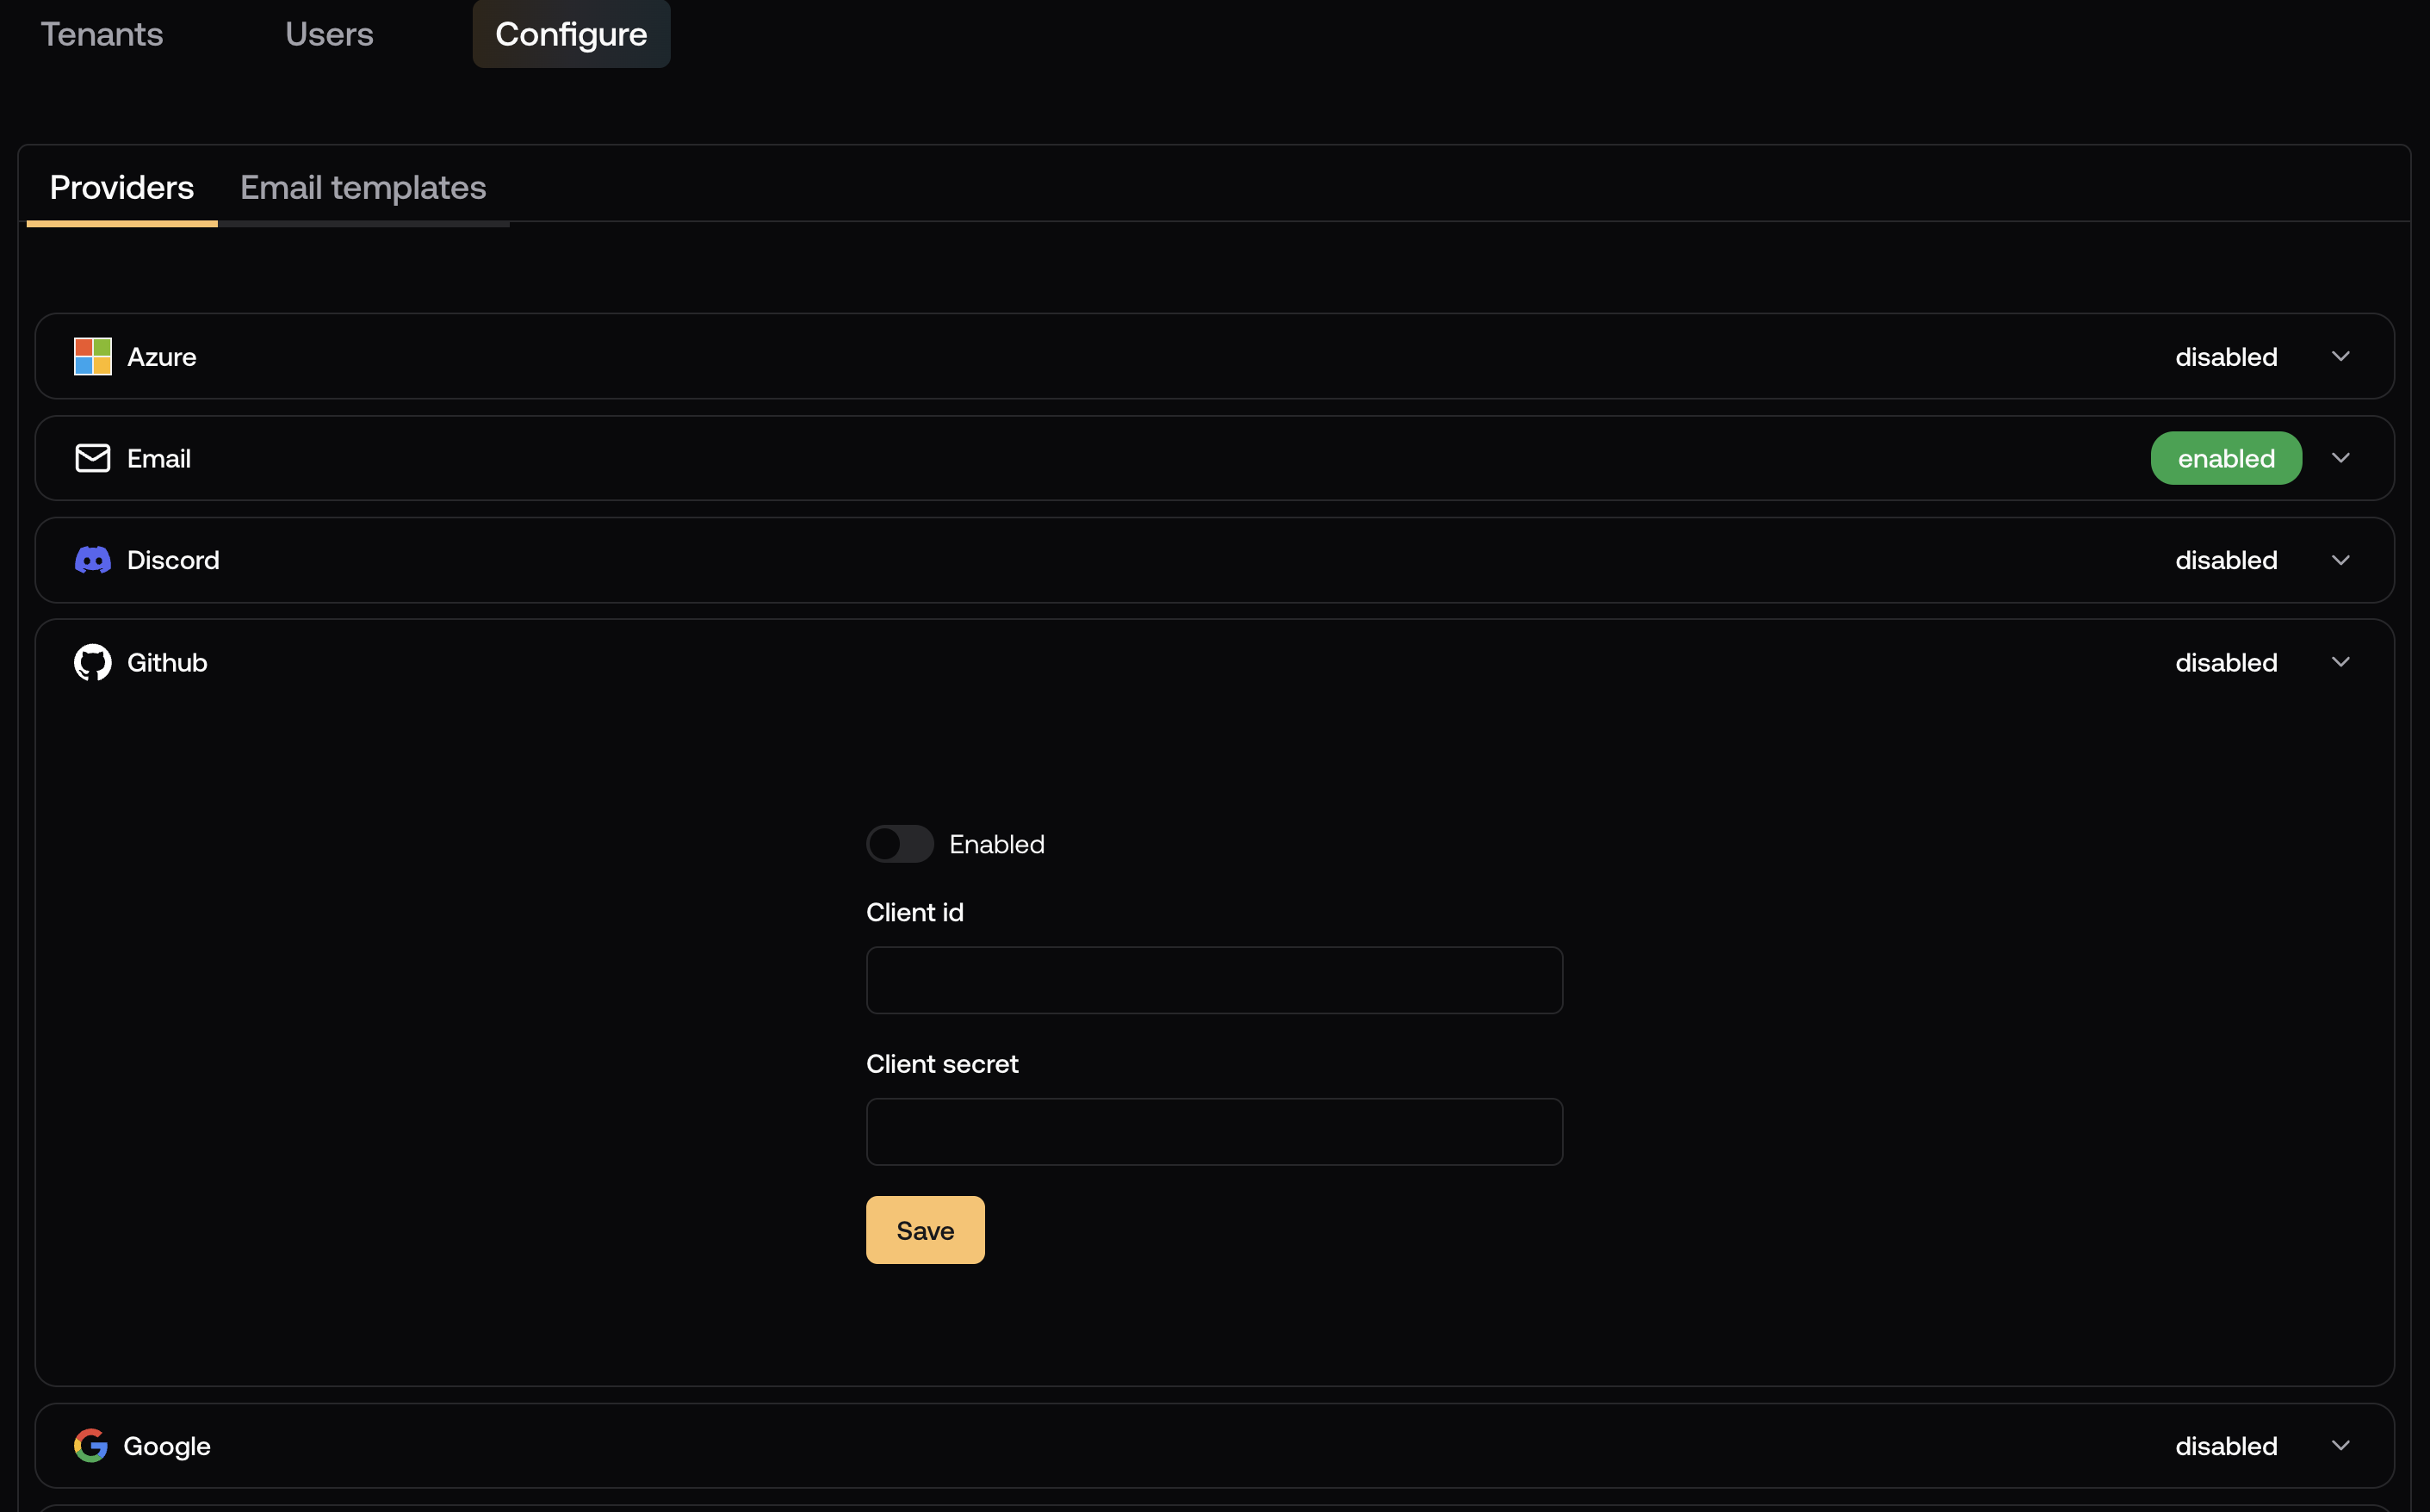 Tenants Users Configure
Providers Email templates
Azure disabled
Email enabled
Discord disabled
Github disabled
Enabled
Client id
Client secret
Save
Google disabled